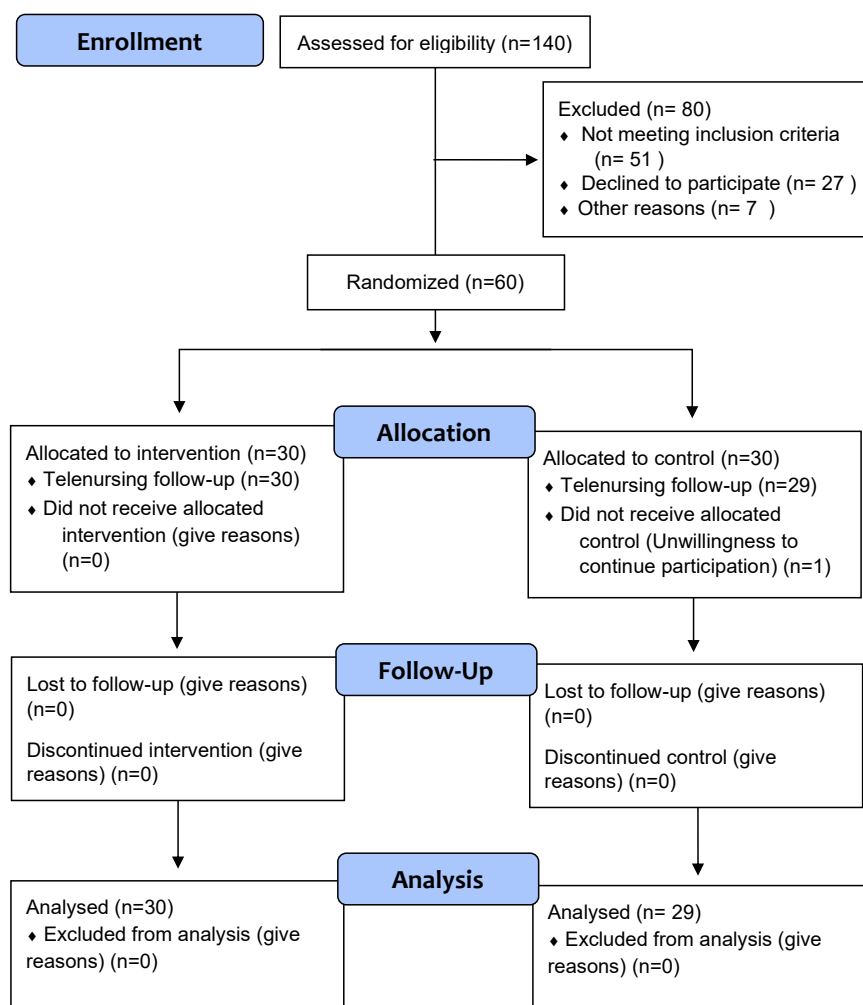 Enrollment
Assessed for eligibility (n=140)
Excluded (n= 80)
♦ Not meeting inclusion criteria
(n= 51 )
♦ Declined to participate (n= 27 )
♦ Other reasons (n= 7 )
Randomized (n=60)
Allocation
Allocated to intervention (n=30)
♦ Telenursing follow-up (n=30)
♦ Did not receive allocated
intervention (give reasons)
(n=0)
Allocated to control (n=30)
♦ Telenursing follow-up (n=29)
♦ Did not receive allocated
control (Unwillingness to
continue participation) (n=1)
Follow-Up
Lost to follow-up (give reasons)
(n=0)
Discontinued intervention (give
reasons) (n=0)
Lost to follow-up (give reasons)
(n=0)
Discontinued control (give
reasons) (n=0)
Analysis
Analysed (n=30)
♦ Excluded from analysis (give
reasons) (n=0)
Analysed (n= 29)
♦ Excluded from analysis (give
reasons) (n=0)